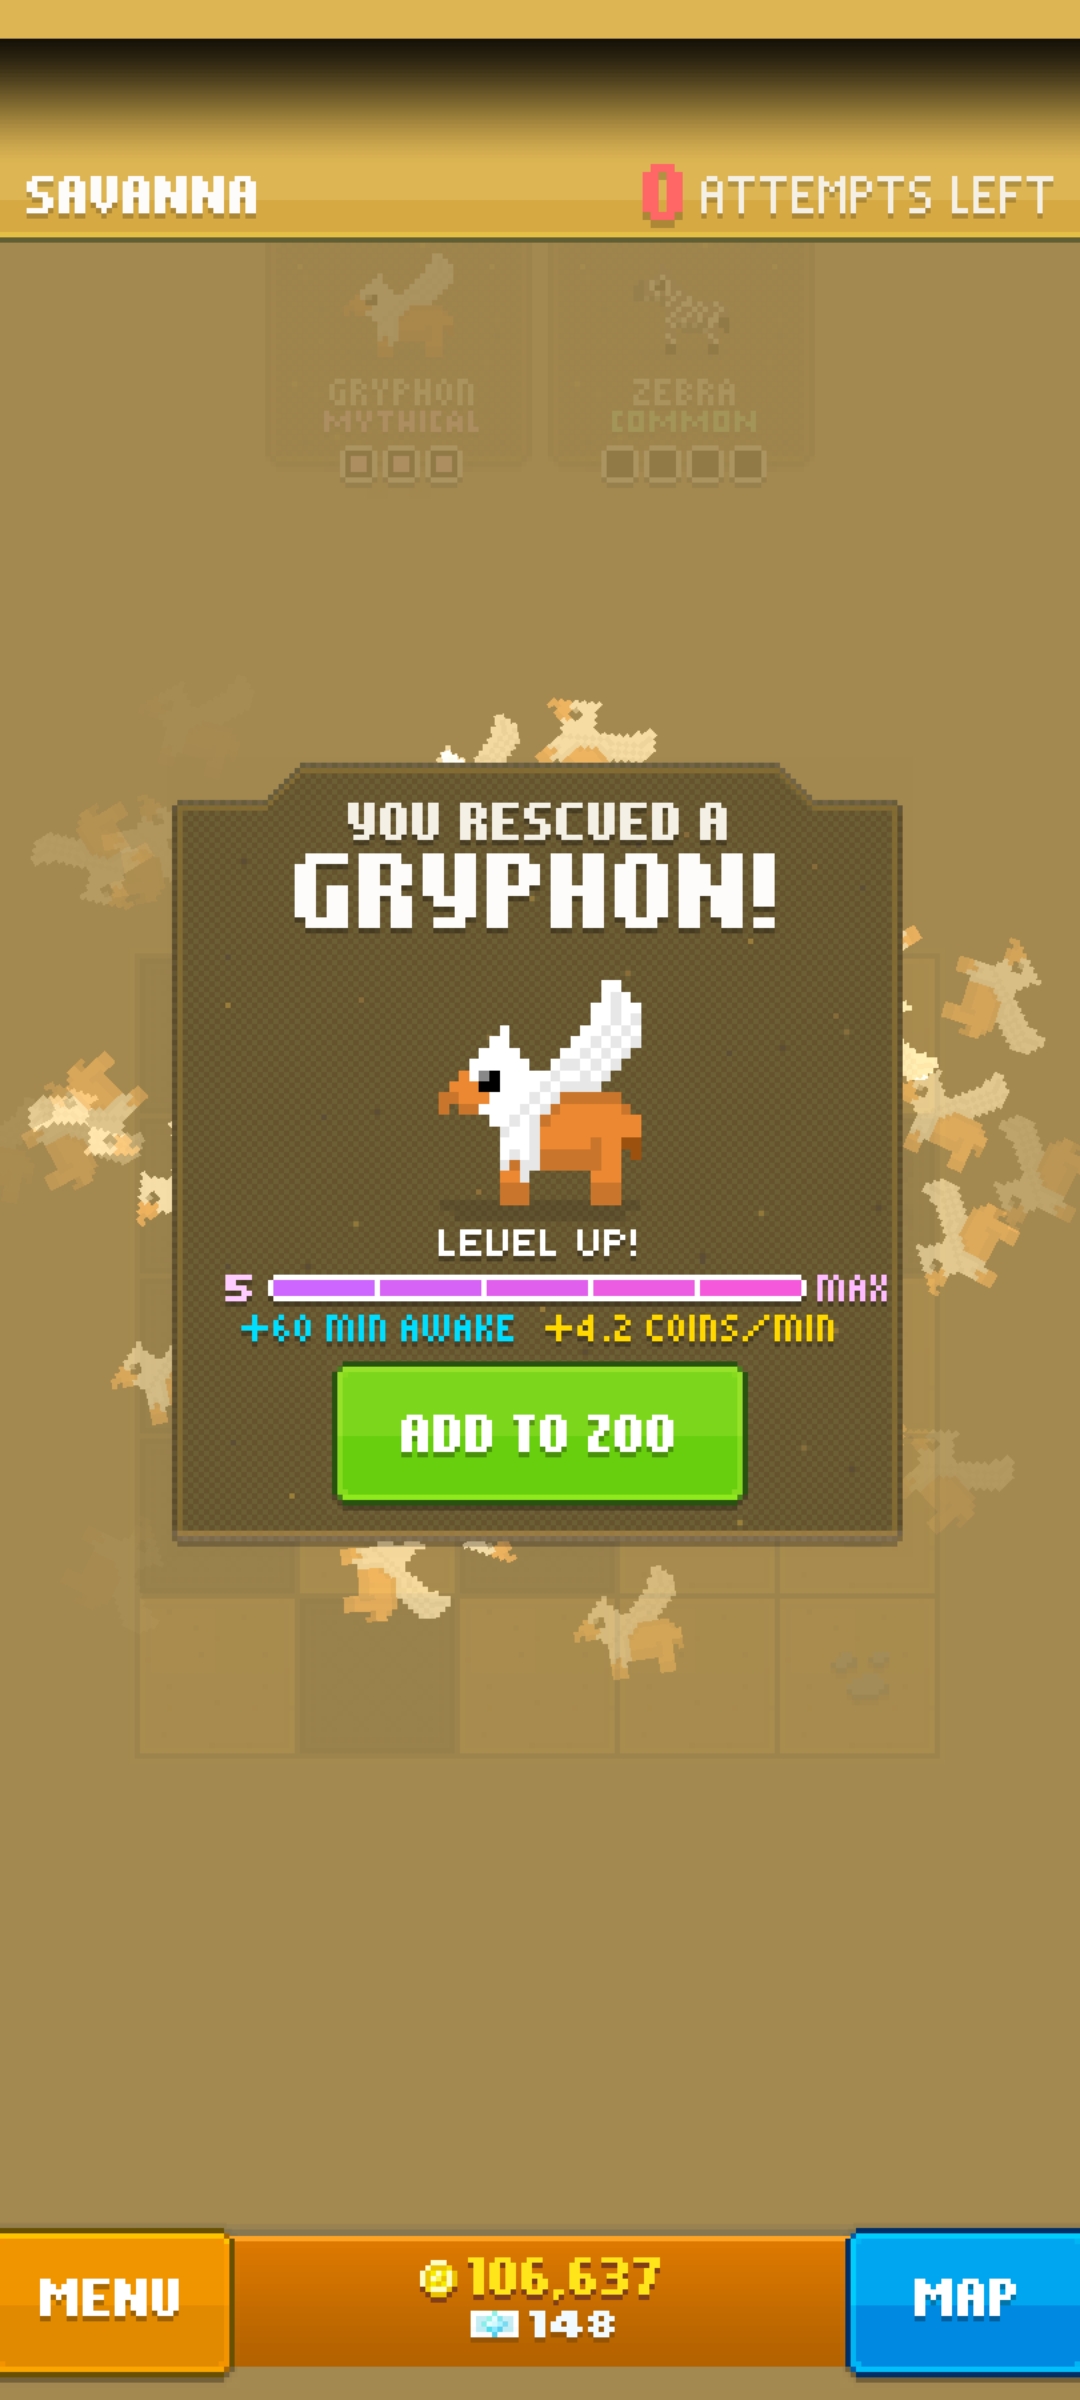 SAVANNA
0 ATTEMPTS LEFT
GRYPHON
MYTHICAL
ZEBRA
COMMON
YOU RESCUED A
GRYPHON!
LEVEL UP!
5 MAX
+60 MIN AWAKE +4.2 COINS/MIN
ADD TO ZOO
MENU
106,637
148
MAP